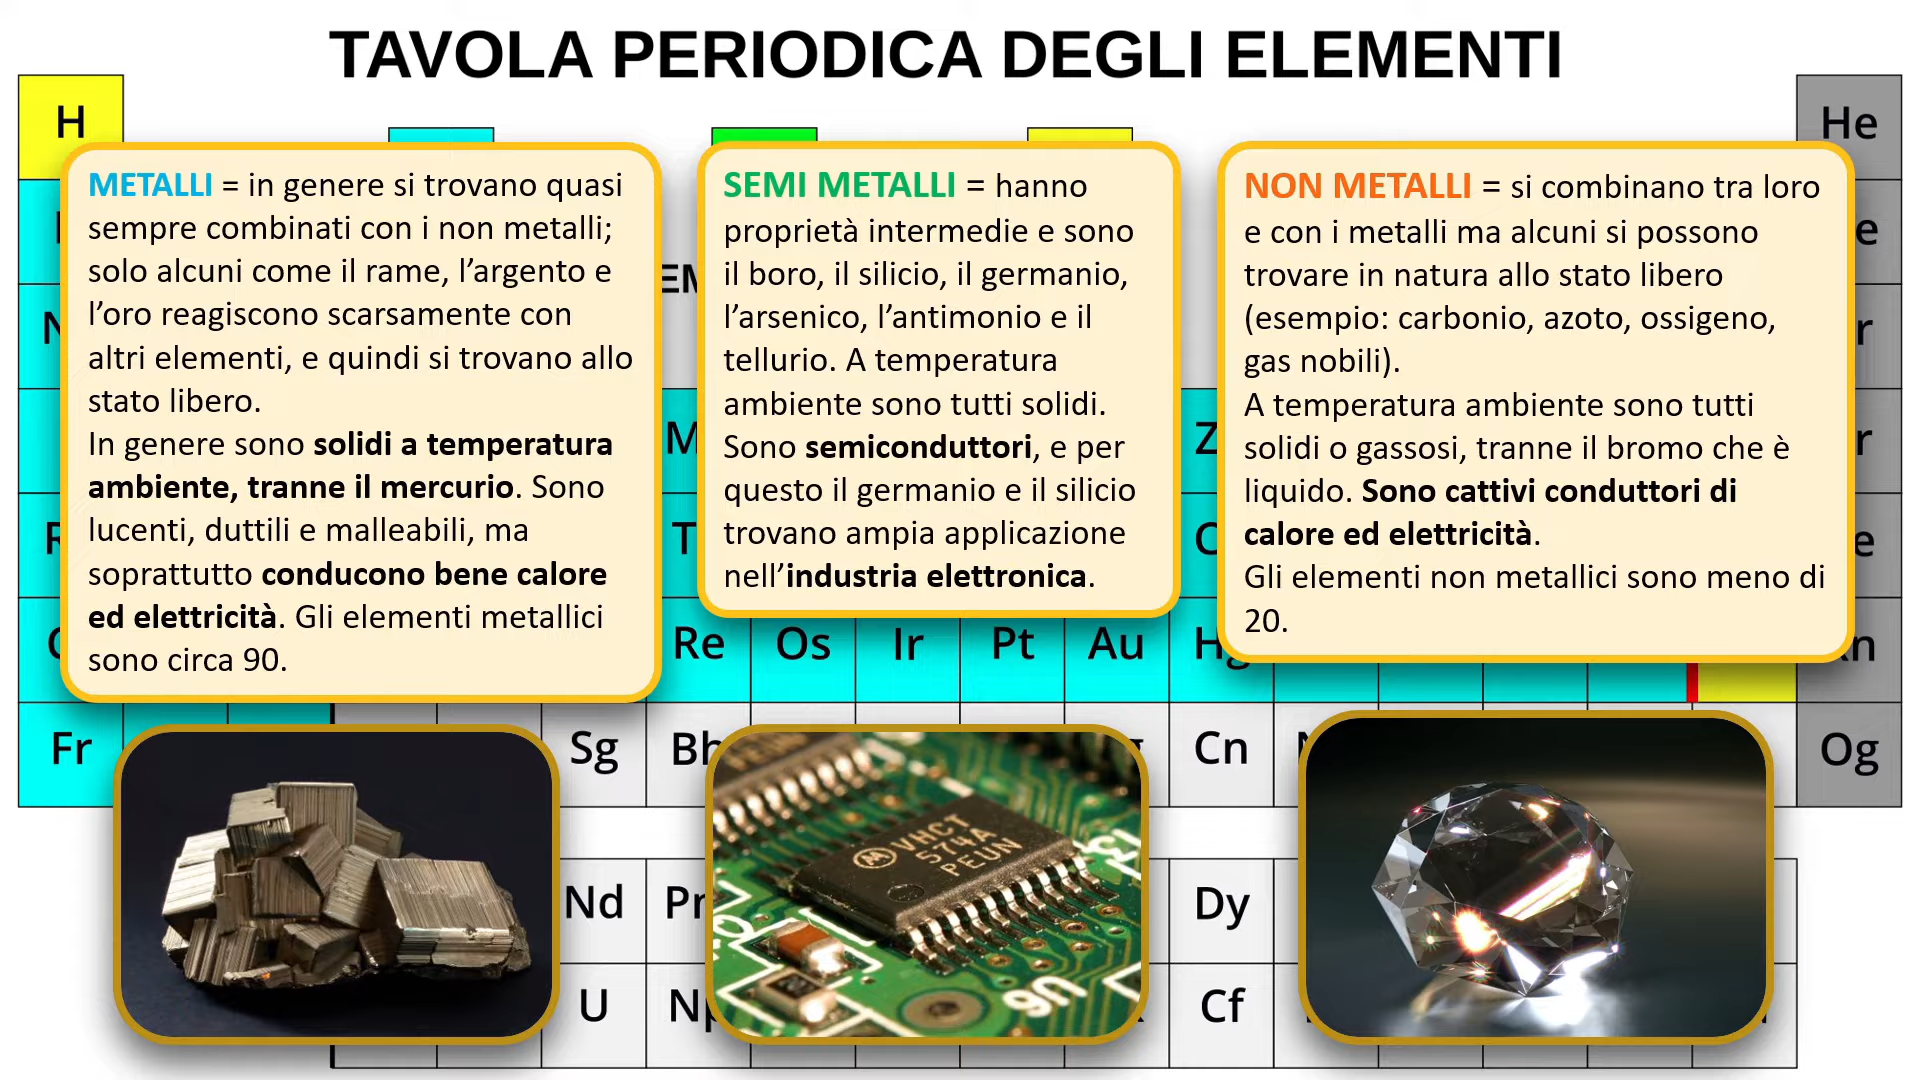 TAVOLA PERIODICA DEGLI ELEMENTI
H
He
METALLI = in genere si trovano quasi
sempre combinati con i non metalli;
solo alcuni come il rame, l’argento e
l’oro reagiscono scarsamente con
altri elementi, e quindi si trovano allo
stato libero.
In genere sono solidi a temperatura
ambiente, tranne il mercurio. Sono
lucenti, duttili e malleabili, ma
soprattutto conducono bene calore
ed elettricità. Gli elementi metallici
sono circa 90.
SEMI METALLI = hanno
proprietà intermedie e sono
il boro, il silicio, il germanio,
l’arsenico, l’antimonio e il
tellurio. A temperatura
ambiente sono tutti solidi.
Sono semiconduttori, e per
questo il germanio e il silicio
trovano ampia applicazione
nell’industria elettronica.
NON METALLI = si combinano tra loro
e con i metalli ma alcuni si possono
trovare in natura allo stato libero
(esempio: carbonio, azoto, ossigeno,
gas nobili).
A temperatura ambiente sono tutti
solidi o gassosi, tranne il bromo che è
liquido. Sono cattivi conduttori di
calore ed elettricità.
Gli elementi non metallici sono meno di
20.
Re Os Ir Pt Au Hg
Fr Sg Bh Cn Og
VHCT
574A
PEUN
Nd Pr Dy
U Np Cf